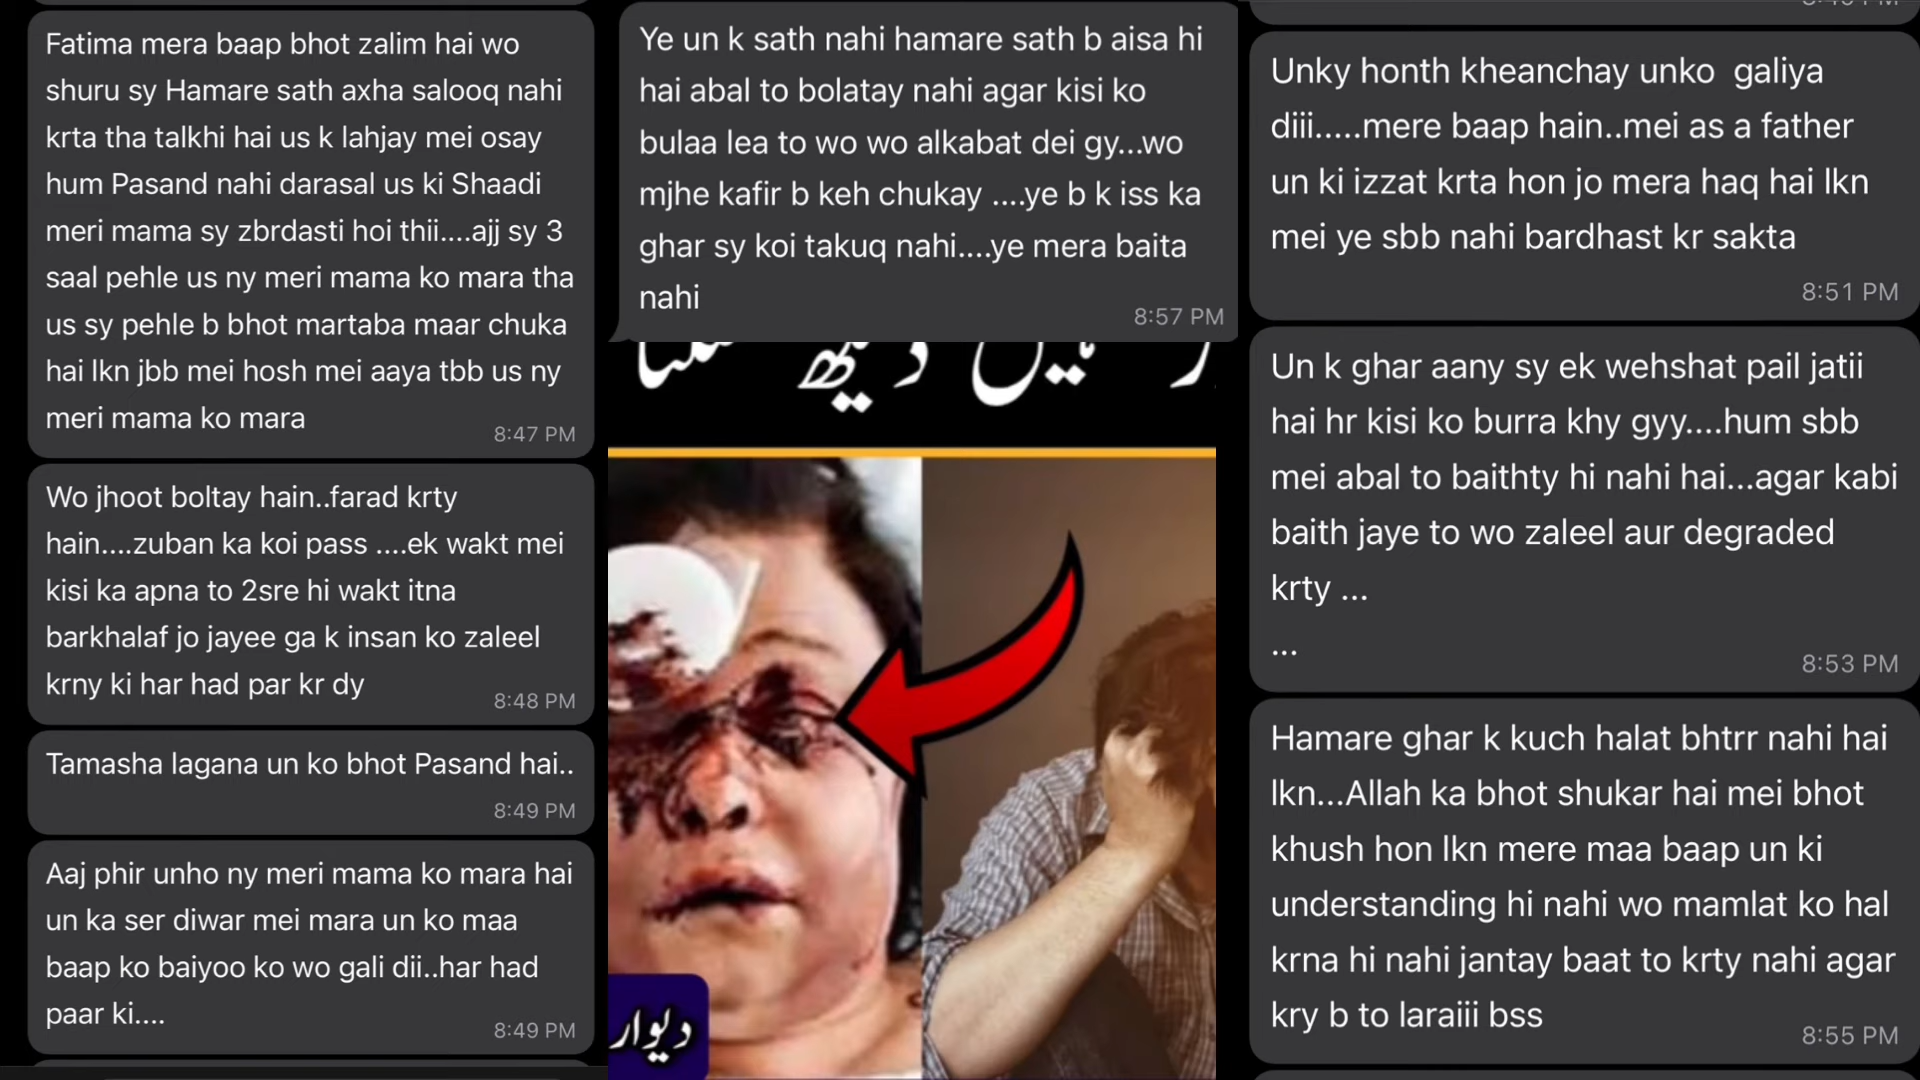 Fatima mera baap bhot zalim hai wo
shuru sy Hamare sath axha salooq nahi
krta tha talkhi hai us k lahjay mei osay
hum Pasand nahi darasal us ki Shaadi
meri mama sy zbrdasti hoi thii....ajj sy 3
saal pehle us ny meri mama ko mara tha
us sy pehle b bhot martaba maar chuka
hai lkn jbb mei hosh mei aaya tbb us ny
meri mama ko mara
8:47 PM
Wo jhoot boltay hain..farad krty
hain....zuban ka koi pass ....ek wakt mei
kisi ka apna to 2sre hi wakt itna
barkhalaf jo jayee ga k insan ko zaleel
krny ki har had par kr dy
8:48 PM
Tamasha lagana un ko bhot Pasand hai..
8:49 PM
Aaj phir unho ny meri mama ko mara hai
un ka ser diwar mei mara un ko maa
baap ko baiyoo ko wo gali dii..har had
paar ki....
8:49 PM
Ye un k sath nahi hamare sath b aisa hi
hai abal to bolatay nahi agar kisi ko
bulaa lea to wo wo alkabat dei gy...wo
mjhe kafir b keh chukay ....ye b k iss ka
ghar sy koi takuq nahi....ye mera baita
nahi
8:57 PM
نہیں دیکھ سکتا
دیوار
Unky honth kheanchay unko galiya
diii.....mere baap hain..mei as a father
un ki izzat krta hon jo mera haq hai lkn
mei ye sbb nahi bardhast kr sakta
8:51 PM
Un k ghar aany sy ek wehshat pail jatii
hai hr kisi ko burra khy gyy....hum sbb
mei abal to baithty hi nahi hai...agar kabi
baith jaye to wo zaleel aur degraded
krty ...
...
8:53 PM
Hamare ghar k kuch halat bhtrr nahi hai
lkn...Allah ka bhot shukar hai mei bhot
khush hon lkn mere maa baap un ki
understanding hi nahi wo mamlat ko hal
krna hi nahi jantay baat to krty nahi agar
kry b to laraiii bss
8:55 PM